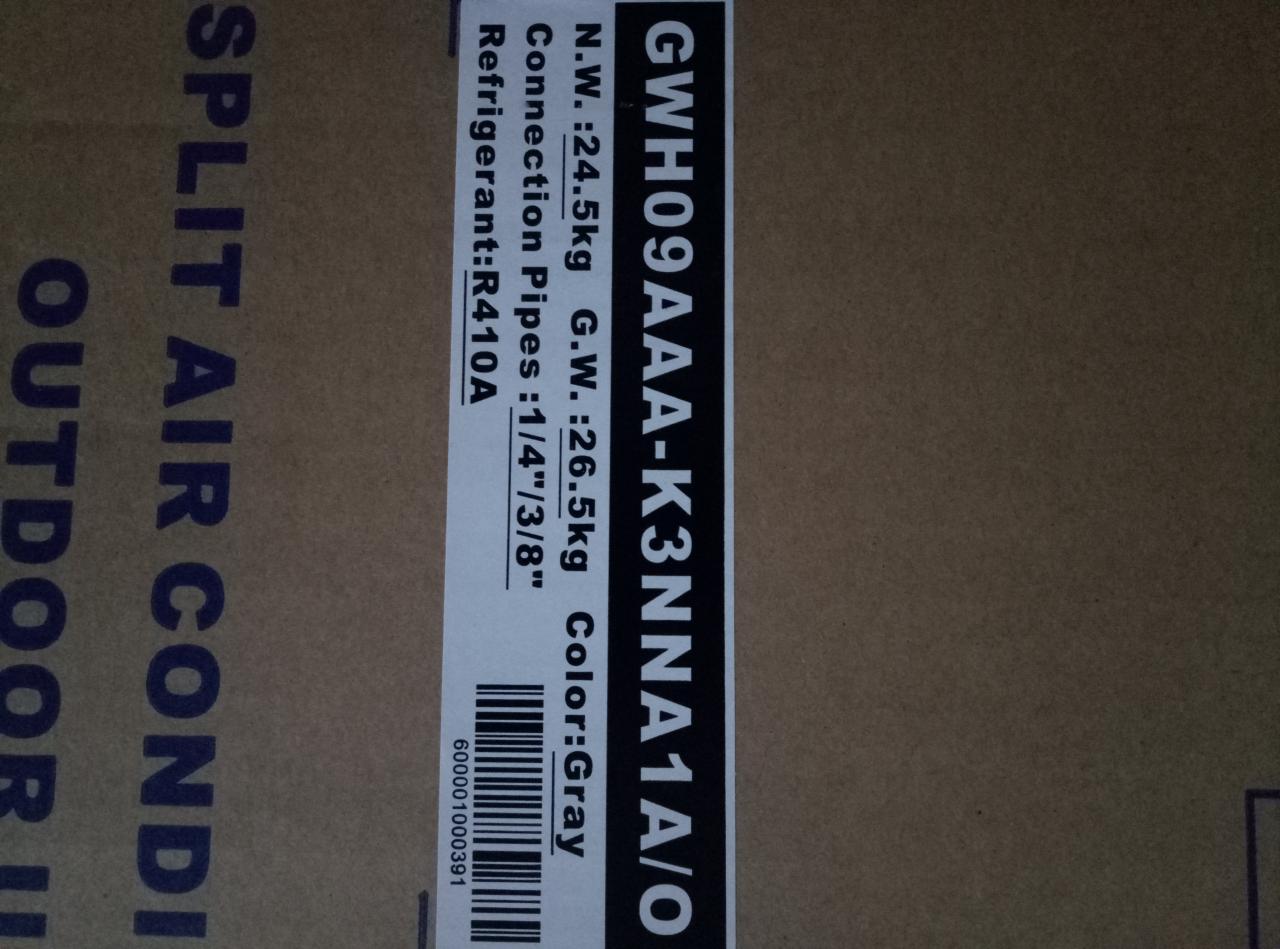 GWH09AAA-K3NNA1A/O
N.W. :24.5kg G.W. :26.5kg Color:Gray
Connection Pipes :1/4"/3/8"
Refrigerant:R410A
600001000391
SPLIT AIR CONDI
OUTDOOR